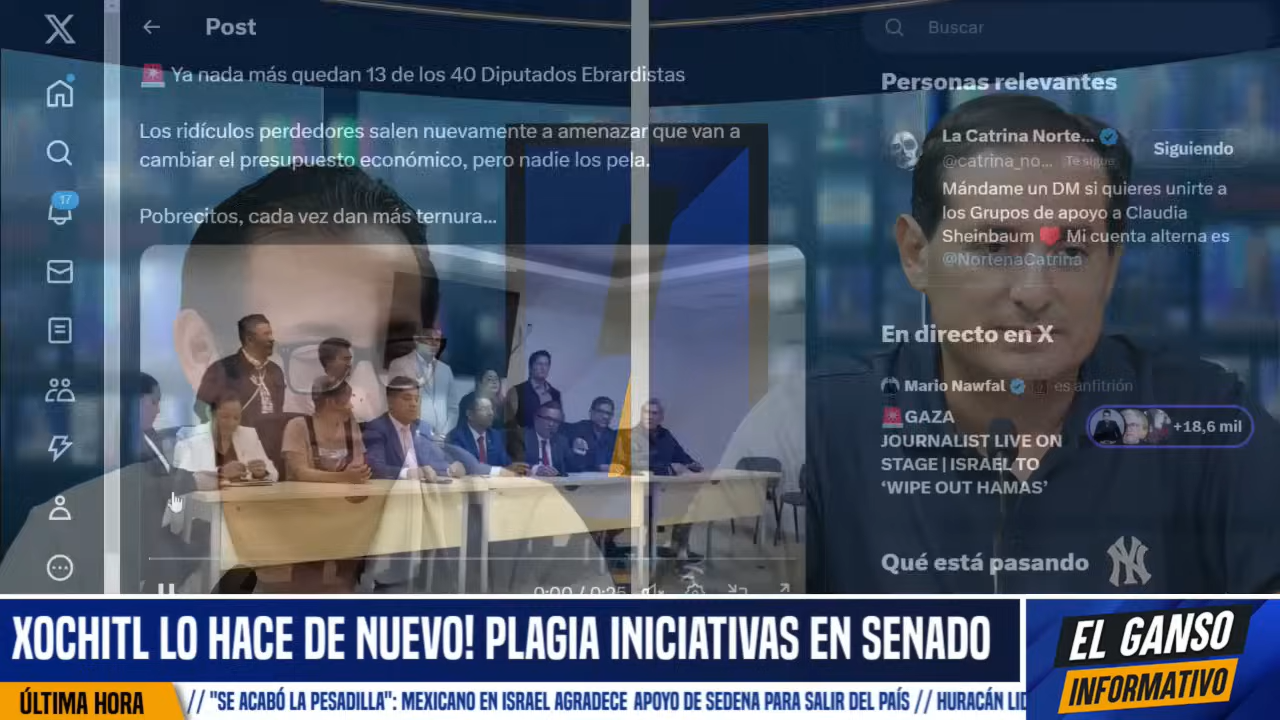 Post
Buscar
🚨 Ya nada más quedan 13 de los 40 Diputados Ebrardistas
Los ridículos perdedores salen nuevamente a amenazar que van a
cambiar el presupuesto económico, pero nadie los pela.
Pobrecitos, cada vez dan más ternura...
17
Personas relevantes
La Catrina Norte...
@catrina_no... Te sigue
Siguiendo
Mándame un DM si quieres unirte a
los Grupos de apoyo a Claudia
Sheinbaum ❤️ Mi cuenta alterna es
@NortenaCatrina
En directo en X
Mario Nawfal es anfitrión
🚨GAZA
JOURNALIST LIVE ON
STAGE | ISRAEL TO
‘WIPE OUT HAMAS’
+18,6 mil
Qué está pasando
NY
0:00 / 0:25
XOCHITL LO HACE DE NUEVO! PLAGIA INICIATIVAS EN SENADO
EL GANSO
INFORMATIVO
ÚLTIMA HORA
// "SE ACABÓ LA PESADILLA": MEXICANO EN ISRAEL AGRADECE APOYO DE SEDENA PARA SALIR DEL PAÍS // HURACÁN LID